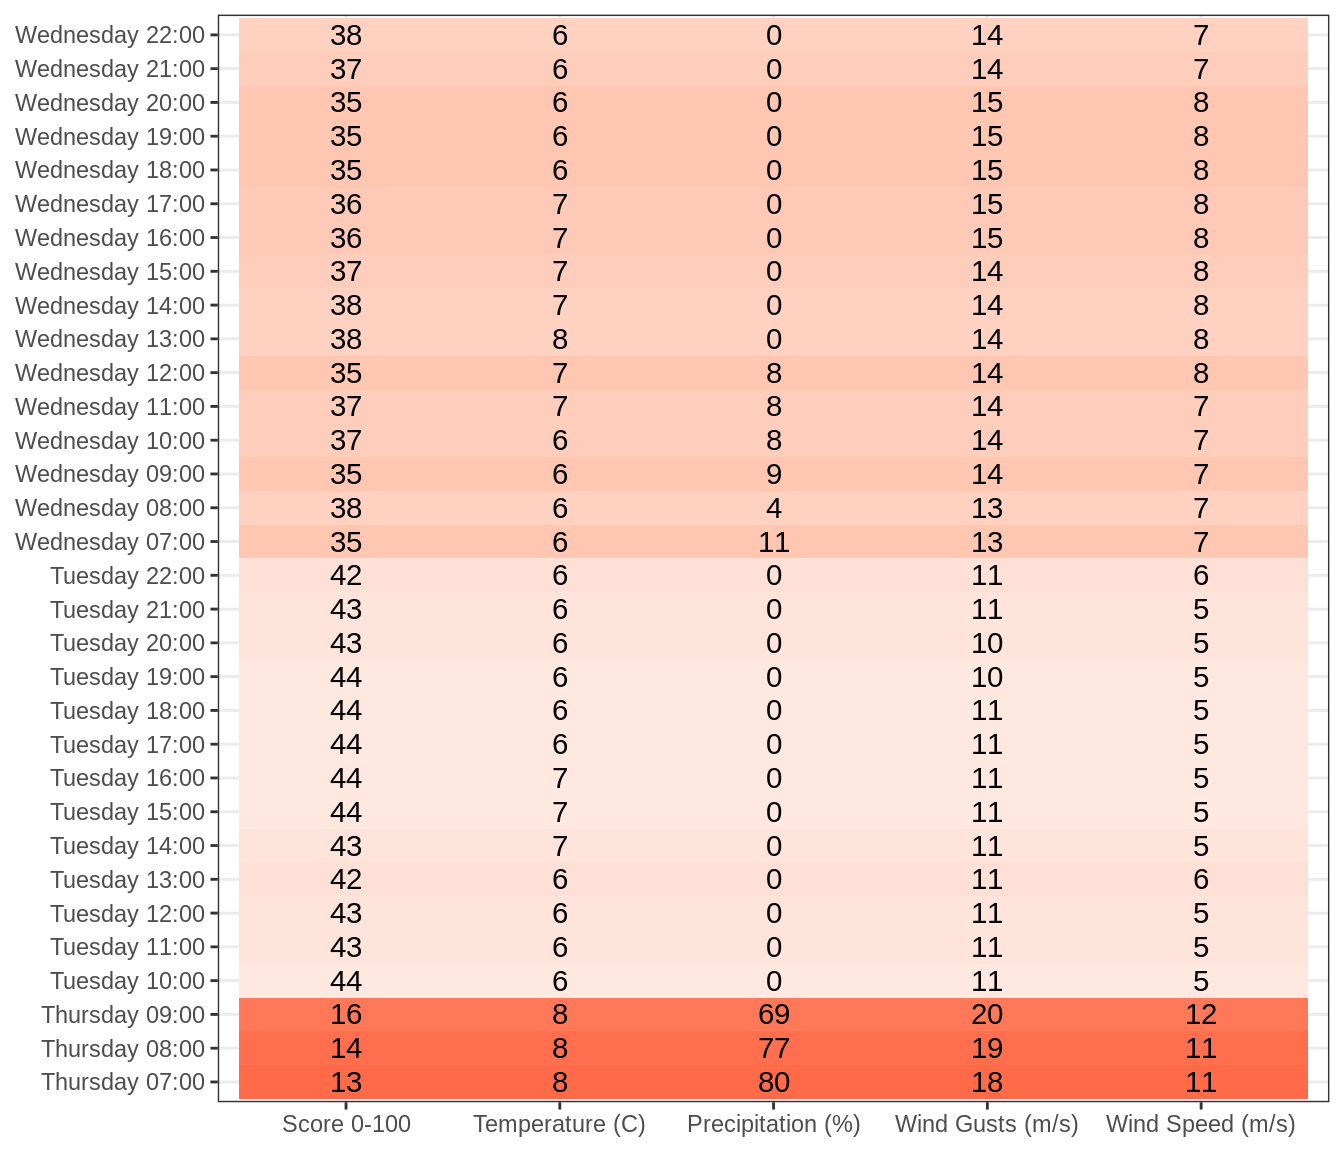 Wednesday 22:00 38 6 0 14 7
Wednesday 21:00 37 6 0 14 7
Wednesday 20:00 35 6 0 15 8
Wednesday 19:00 35 6 0 15 8
Wednesday 18:00 35 6 0 15 8
Wednesday 17:00 36 7 0 15 8
Wednesday 16:00 36 7 0 15 8
Wednesday 15:00 37 7 0 14 8
Wednesday 14:00 38 7 0 14 8
Wednesday 13:00 38 8 0 14 8
Wednesday 12:00 35 7 8 14 8
Wednesday 11:00 37 7 8 14 7
Wednesday 10:00 37 6 8 14 7
Wednesday 09:00 35 6 9 14 7
Wednesday 08:00 38 6 4 13 7
Wednesday 07:00 35 6 11 13 7
Tuesday 22:00 42 6 0 11 6
Tuesday 21:00 43 6 0 11 5
Tuesday 20:00 43 6 0 10 5
Tuesday 19:00 44 6 0 10 5
Tuesday 18:00 44 6 0 11 5
Tuesday 17:00 44 6 0 11 5
Tuesday 16:00 44 7 0 11 5
Tuesday 15:00 44 7 0 11 5
Tuesday 14:00 43 7 0 11 5
Tuesday 13:00 42 6 0 11 6
Tuesday 12:00 43 6 0 11 5
Tuesday 11:00 43 6 0 11 5
Tuesday 10:00 44 6 0 11 5
Thursday 09:00 16 8 69 20 12
Thursday 08:00 14 8 77 19 11
Thursday 07:00 13 8 80 18 11
Score 0-100 Temperature (C) Precipitation (%) Wind Gusts (m/s) Wind Speed (m/s)